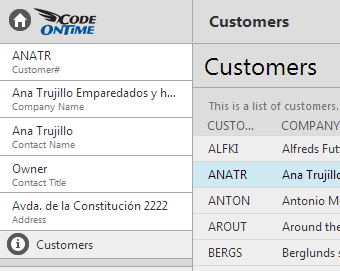 CODE
ONTIME
ANATR
Customer#
Ana Trujillo Emparedados y h...
Company Name
Ana Trujillo
Contact Name
Owner
Contact Title
Avda. de la Constitución 2222
Address
Customers
Customers
Customers
This is a list of customers.
CUSTO... COMPANY
ALFKI Alfreds Fut
ANATR Ana Trujillo
ANTON Antonio M
AROUT Around the
BERGS Berglunds s